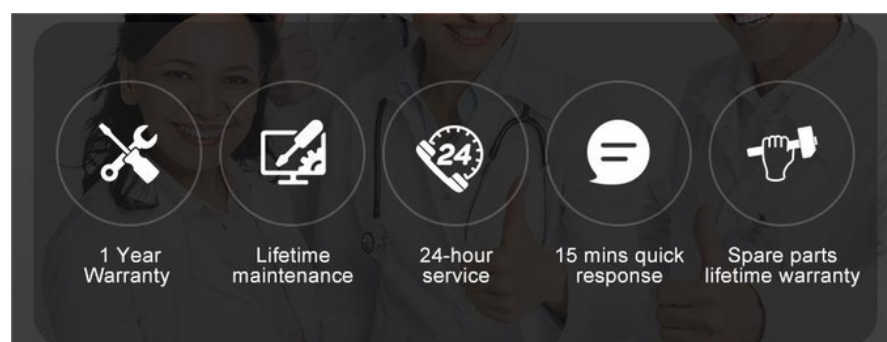 24
1 Year
Warranty
Lifetime
maintenance
24-hour
service
15 mins quick
response
Spare parts
lifetime warranty